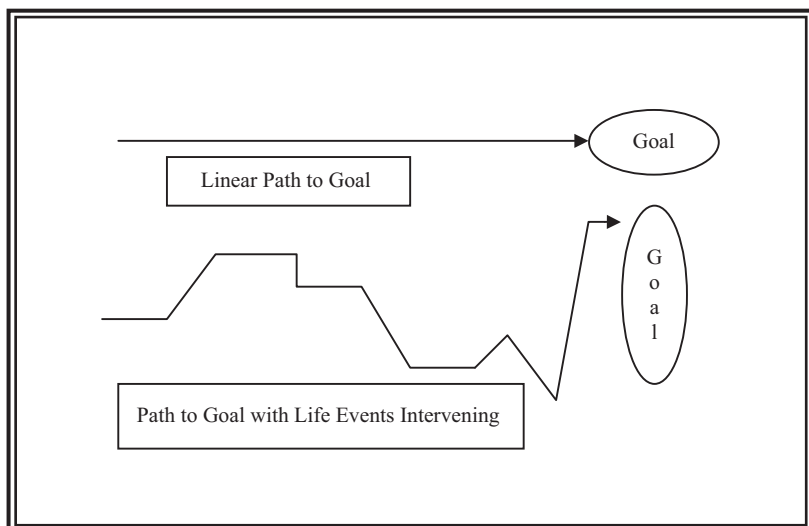 Goal
Linear Path to Goal
G
o
a
l
Path to Goal with Life Events Intervening